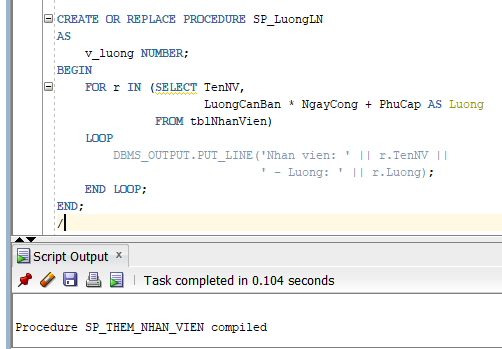 CREATE OR REPLACE PROCEDURE SP_LuongLN
AS
    v_luong NUMBER;
BEGIN
    FOR r IN (SELECT TenNV,
                     LuongCanBan * NgayCong + PhuCap AS Luong
              FROM tblNhanVien)
    LOOP
        DBMS_OUTPUT.PUT_LINE('Nhan vien: ' || r.TenNV ||
                             ' - Luong: ' || r.Luong);
    END LOOP;
END;
/
Script Output x
Task completed in 0.104 seconds
Procedure SP_THEM_NHAN_VIEN compiled